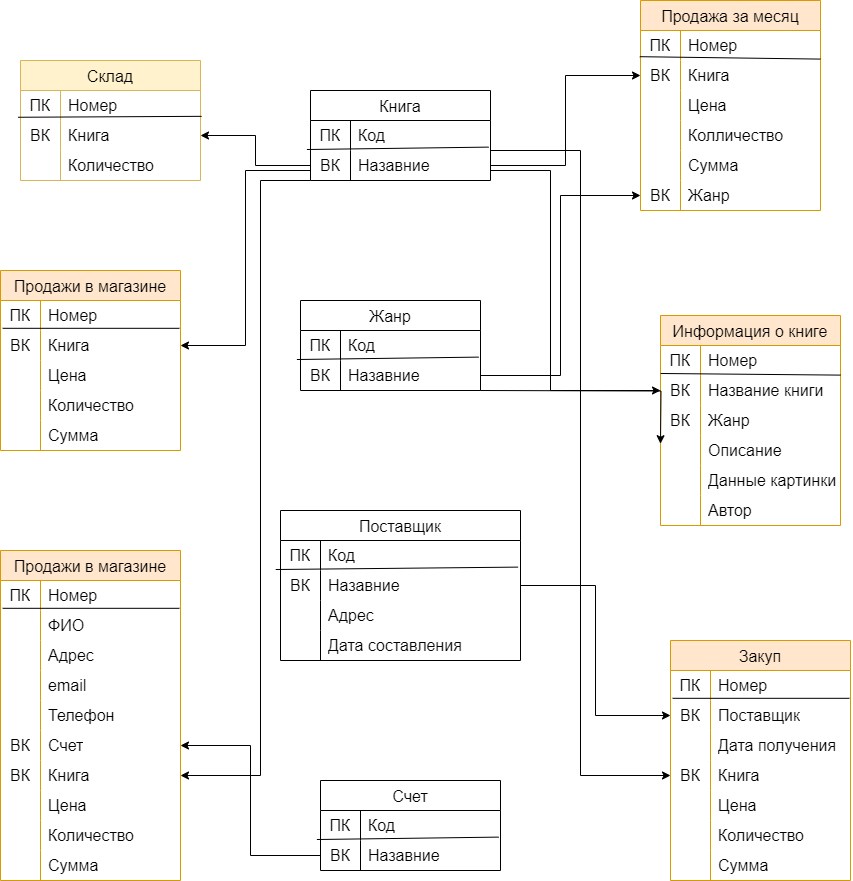 Продажа за месяц
ПК Номер
ВК Книга
Цена
Колличество
Сумма
ВК Жанр
Склад
ПК Номер
ВК Книга
Количество
Книга
ПК Код
ВК Назавние
Продажи в магазине
ПК Номер
ВК Книга
Цена
Количество
Сумма
Жанр
ПК Код
ВК Назавние
Информация о книге
ПК Номер
ВК Название книги
ВК Жанр
Описание
Данные картинки
Автор
Поставщик
ПК Код
ВК Назавние
Адрес
Дата составления
Продажи в магазине
ПК Номер
ФИО
Адрес
email
Телефон
ВК Счет
ВК Книга
Цена
Количество
Сумма
Закуп
ПК Номер
ВК Поставщик
Дата получения
ВК Книга
Цена
Количество
Сумма
Счет
ПК Код
ВК Назавние